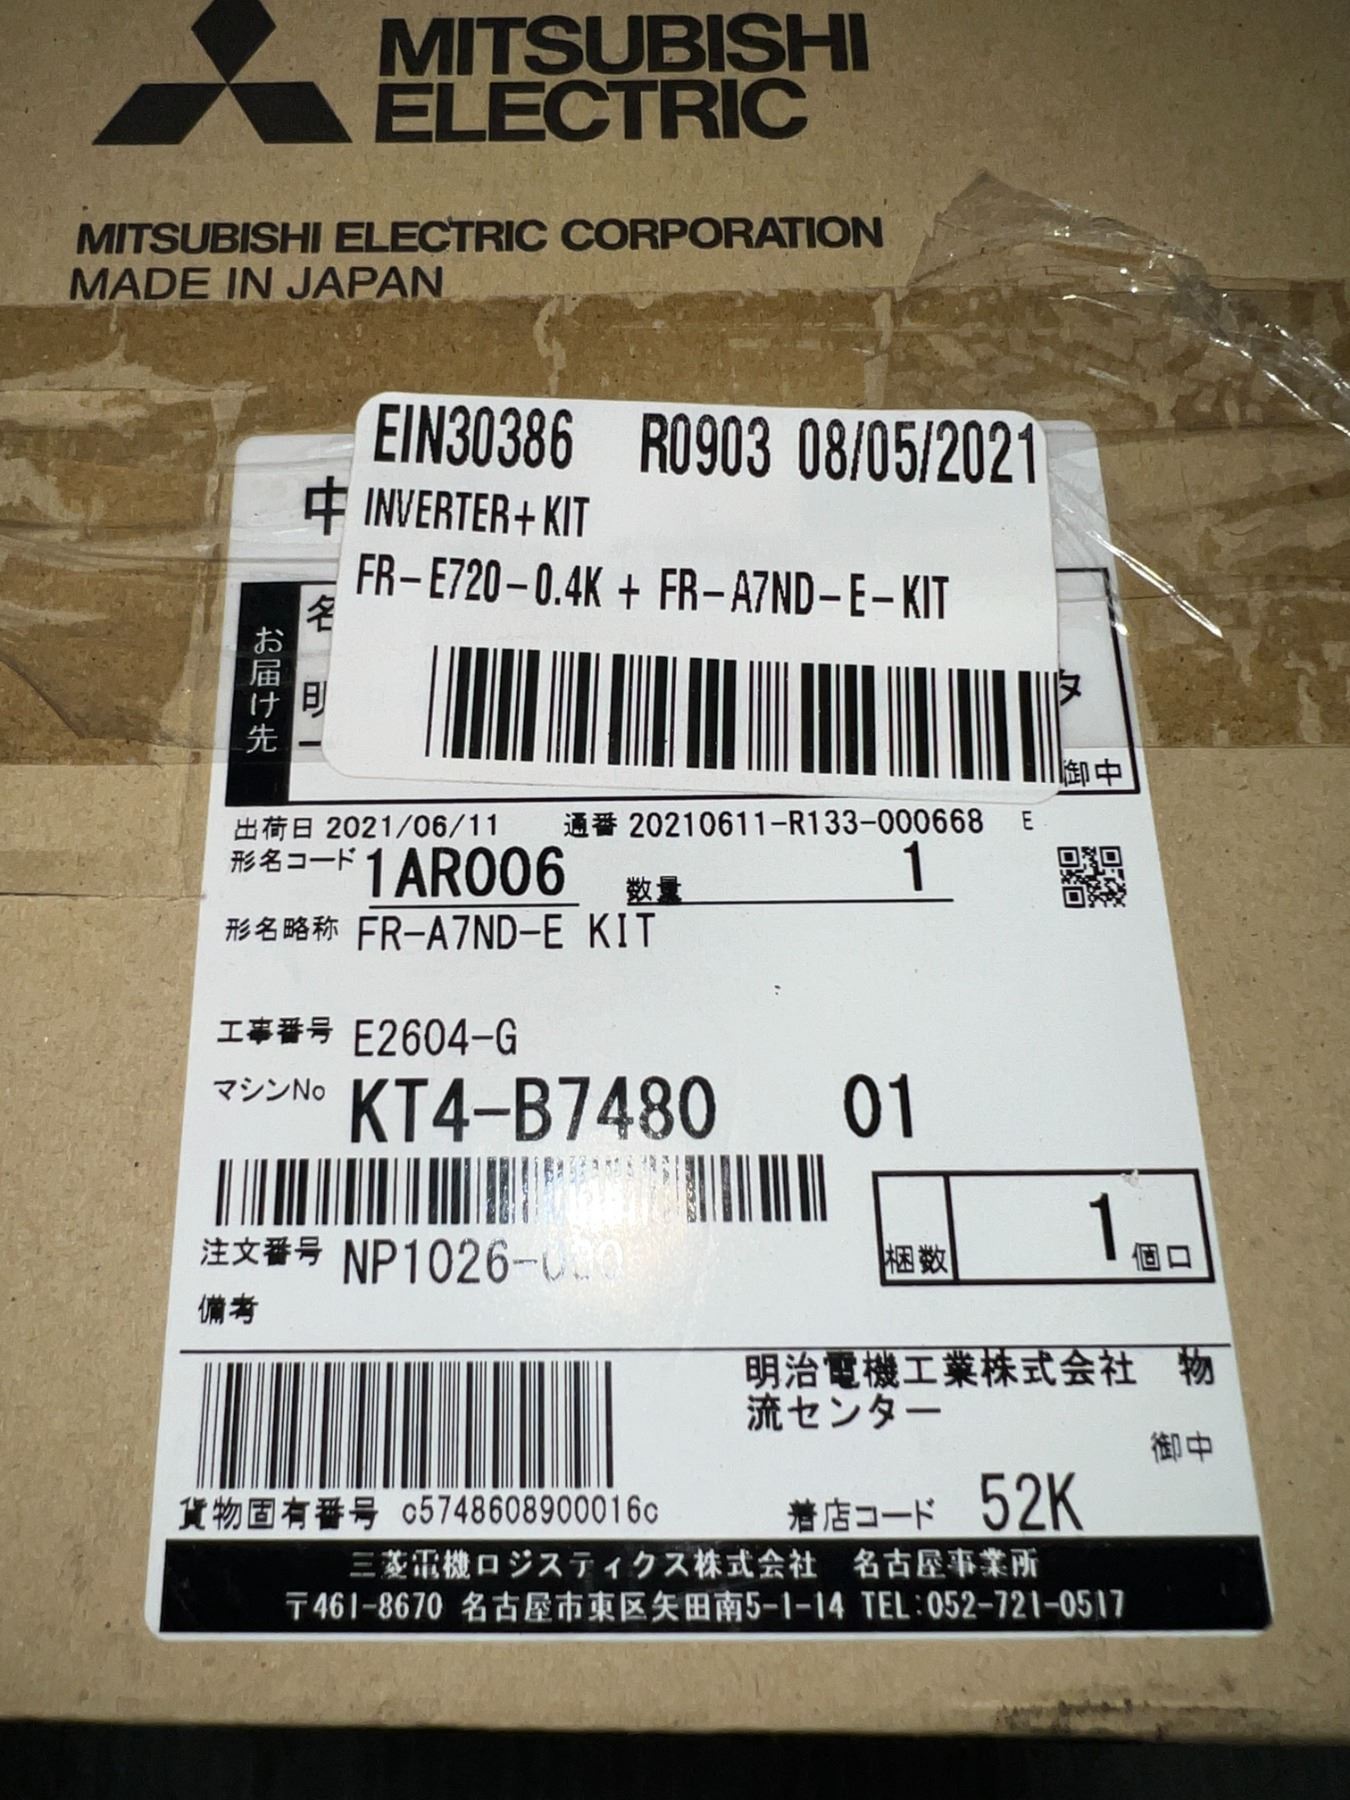 MITSUBISHI
ELECTRIC
MITSUBISHI ELECTRIC CORPORATION
MADE IN JAPAN
EIN30386 R0903 08/05/2021
INVERTER+KIT
FR-E720-0.4K + FR-A7ND-E-KIT
お届け先
御中
出荷日 2021/06/11 通番 20210611-R133-000668 E
形名コード 1AR006 数量 1
形名略称 FR-A7ND-E KIT
工事番号 E2604-G
マシンNo KT4-B7480 01
注文番号 NP1026-
梱数 1 個口
備考
明治電機工業株式会社 物
流センター
御中
貨物固有番号 c5748608900016c 着店コード 52K
三菱電機ロジスティクス株式会社 名古屋事業所
〒461-8670 名古屋市東区矢田南5-1-14 TEL:052-721-0517